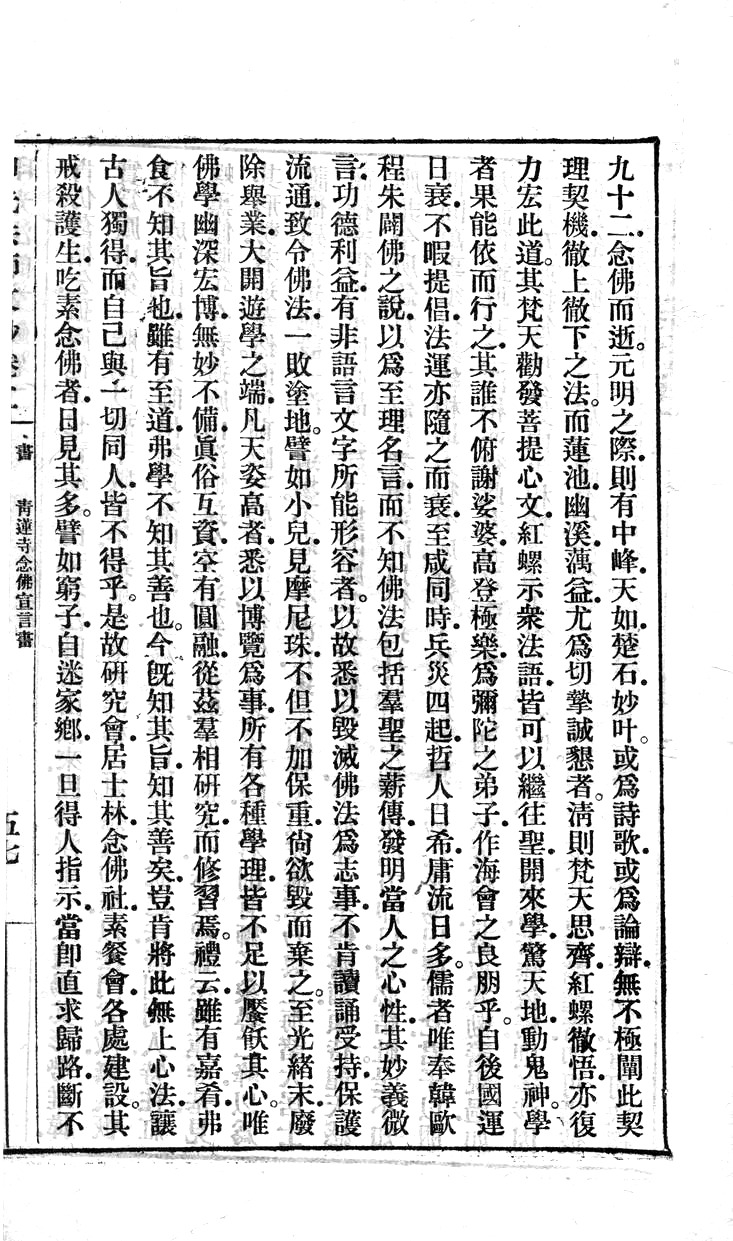 九十二。念佛而逝。元明之際。則有中峰。天如。楚石。妙叶。或爲詩歌。或爲論辯。無不極闡此契
理契機。徹上徹下之法。而蓮池。幽溪。蕅益。尤爲切摯誠懇者。淸則梵天思齊。紅螺徹悟。亦復
力宏此道。其梵天勸發菩提心文。紅螺示衆法語。皆可以繼往聖。開來學。驚天地。動鬼神。學
者果能依而行之。其誰不俯謝娑婆。高登極樂。爲彌陀之弟子。作海會之良朋乎。自後國運
日衰。不暇提倡。法運亦隨之而衰。至咸同時。兵災四起。哲人日希。庸流日多。儒者唯奉韓歐
程朱闢佛之說。以爲至理名言。而不知佛法包括羣聖之薪傳。發明當人之心性。其妙義微
言。功德利益。有非語言文字所能形容者。以故悉以毀滅佛法爲志事。不肯讀誦受持。保護
流通。致令佛法。一敗塗地。譬如小兒。見摩尼珠。不但不加保重。尙欲毀而棄之。至光緒末。廢
除舉業。大開遊學之端。凡天姿高者。悉以博覽爲事。所有各種學理。皆不足以饜飫其心。唯
佛學幽深宏博。無妙不備。眞俗互資。空有圓融。從茲羣相研究。而修習焉。禮云。雖有嘉肴。弗
食不知其旨也。雖有至道。弗學不知其善也。今既知其旨。知其善矣。豈肯將此無上心法。讓
古人獨得。而自己與一切同人。皆不得乎。是故研究會。居士林。念佛社。素餐會。各處建設。其
戒殺護生。吃素念佛者。日見其多。譬如窮子。自迷家鄉。一旦得人指示。當卽直求歸路。斷不
書　靑蓮寺念佛宣言書
五七